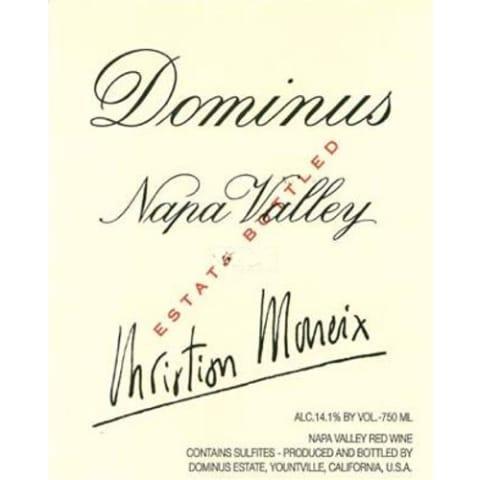 Dominus
Napa Valley
ESTATE BOTTLED
Christian Moueix
ALC.14.1% BY VOL.-750 ML
NAPA VALLEY RED WINE
CONTAINS SULFITES - PRODUCED AND BOTTLED BY
DOMINUS ESTATE, YOUNTVILLE, CALIFORNIA, U.S.A.